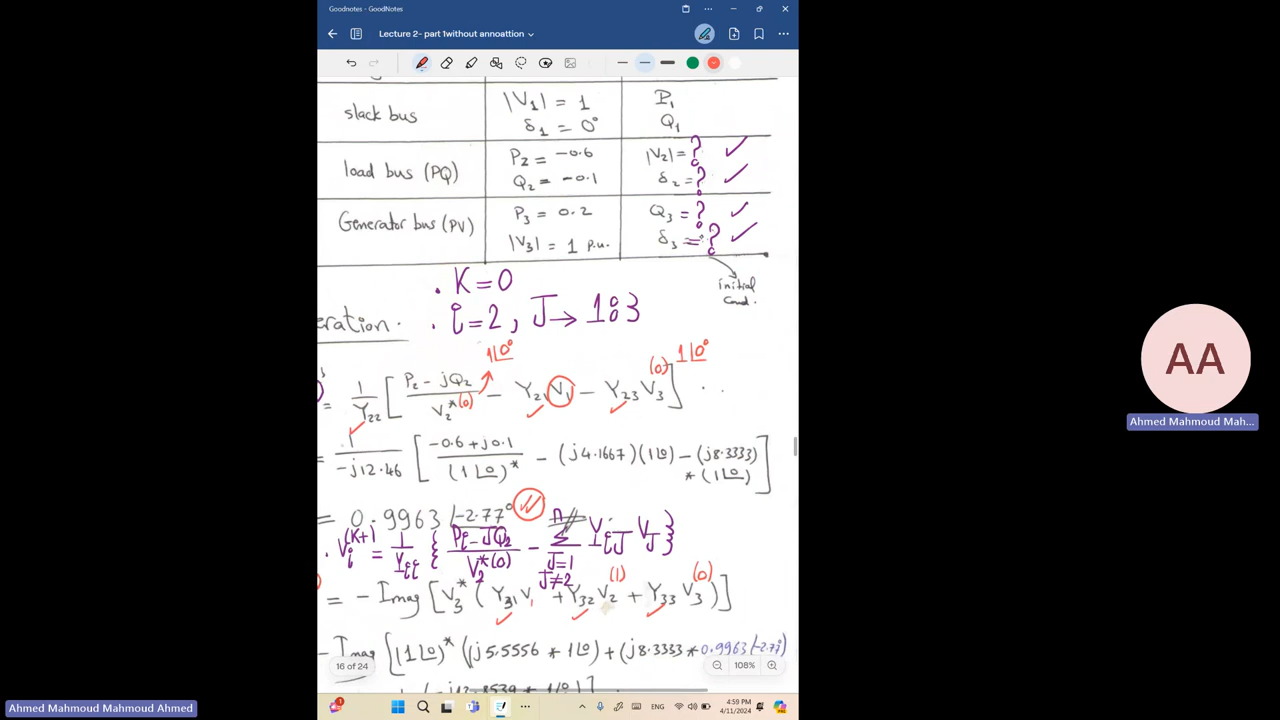 Goodnotes - GoodNotes
Lecture 2- part 1without annoattion
slack bus
|V1| = 1
δ1 = 0°
P1
Q1
load bus (PQ)
P2 = -0.6
Q2 = -0.1
|V2| = ? ✓
δ2 = ? ✓
Generator bus (PV)
P3 = 0.2
|V3| = 1 p.u.
Q3 = ? ✓
δ3 = ? ✓
initial
Cond.
. K=0
eration.
. i=2, J→ 1:3
1∠0°
(0) 1∠0°
= 1/Y22 [ (P2 - jQ2)/V2*(0) - Y21 V1 - Y23 V3 ] . .
= 1/(-j12.46) [ (-0.6 + j0.1)/(1∠0)* - (j4.1667)(1∠0) - (j8.3333)
* (1∠0) ]
= 0.9963 ∠-2.77°
. Vi(K+1) = 1/Yii { (Pi - JQ2)/V2*(0) - n Σ J=1 J≠2 YiJ VJ }
(1) (0)
= - Imag [ V3* ( Y31 V1 + Y32 V2 + Y33 V3 ) ]
- Imag [ (1∠0)* ( (j5.5556 * 1∠0) + (j8.3333 * 0.9963∠-2.77°)
16 of 24
108%
AA
Ahmed Mahmoud Mah...
Ahmed Mahmoud Mahmoud Ahmed
ENG
4:59 PM
4/11/2024